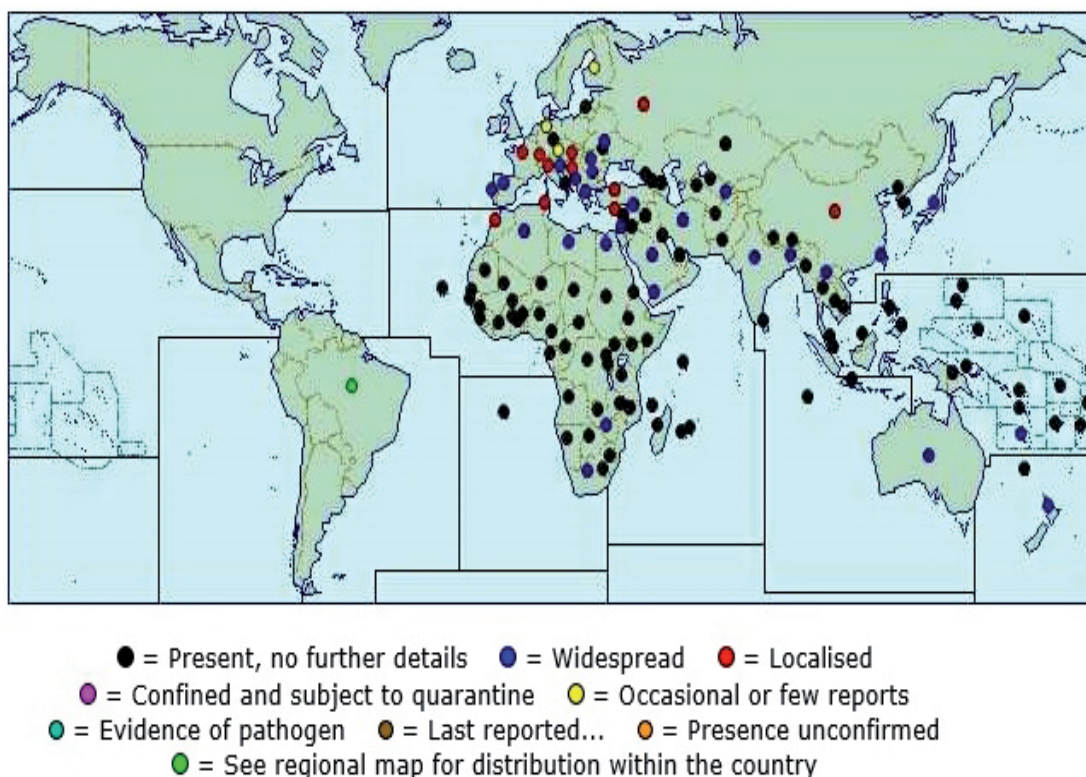 = Present, no further details = Widespread = Localised
= Confined and subject to quarantine = Occasional or few reports
= Evidence of pathogen = Last reported... = Presence unconfirmed
= See regional map for distribution within the country